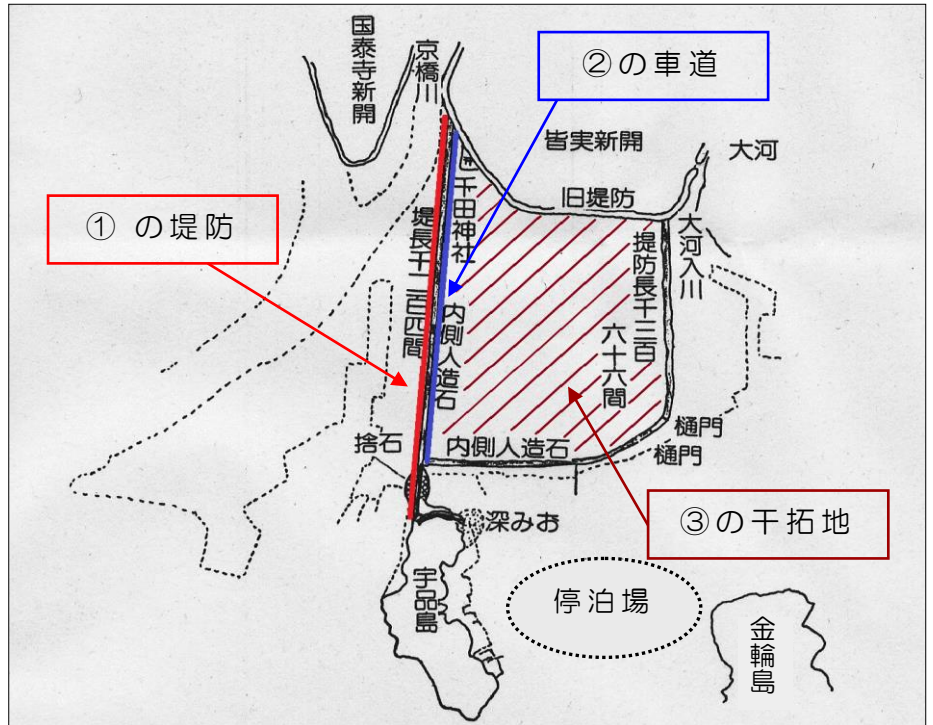 国泰寺新開
京橋川
②の車道
皆実新開
大河
① の堤防
千田神社
旧堤防
大河入川
堤長千二百四間
内側人造石
堤防長千三百
六十六間
捨石
内側人造石
樋門
樋門
深みお
③の干拓地
宇品島
停泊場
金輪島